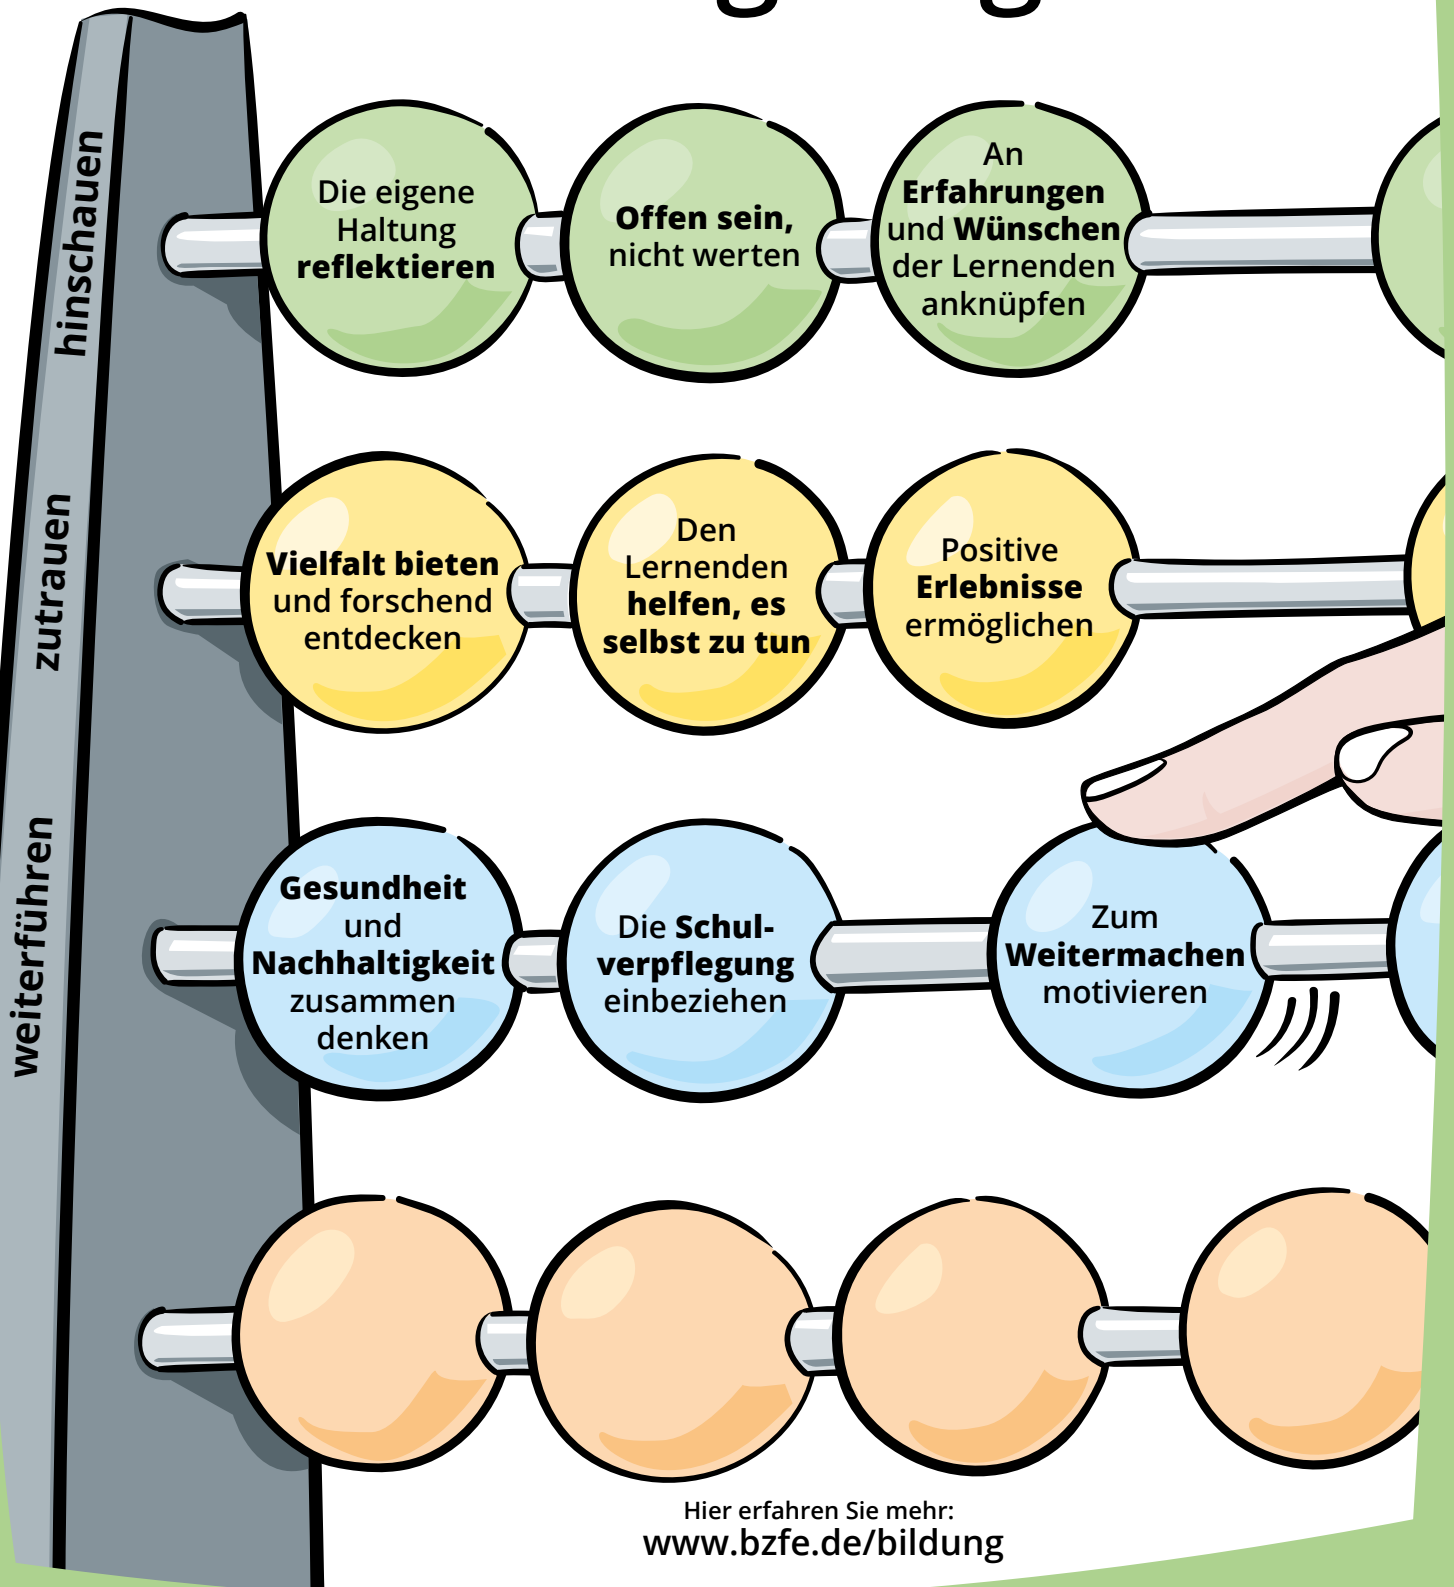 hinschauen
Die eigene
Haltung
reflektieren
Offen sein,
nicht werten
An
Erfahrungen
und Wünschen
der Lernenden
anknüpfen
zutrauen
Vielfalt bieten
und forschend
entdecken
Den
Lernenden
helfen, es
selbst zu tun
Positive
Erlebnisse
ermöglichen
weiterführen
Gesundheit
und
Nachhaltigkeit
zusammen
denken
Die Schul-
verpflegung
einbeziehen
Zum
Weitermachen
motivieren
Hier erfahren Sie mehr:
www.bzfe.de/bildung